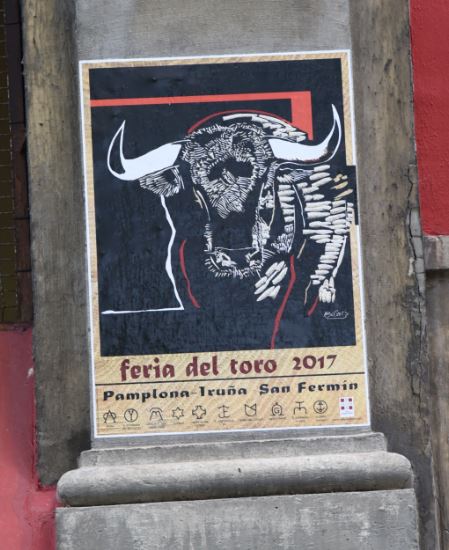 feria del toro 2017
Pamplona-Iruña San Fermín